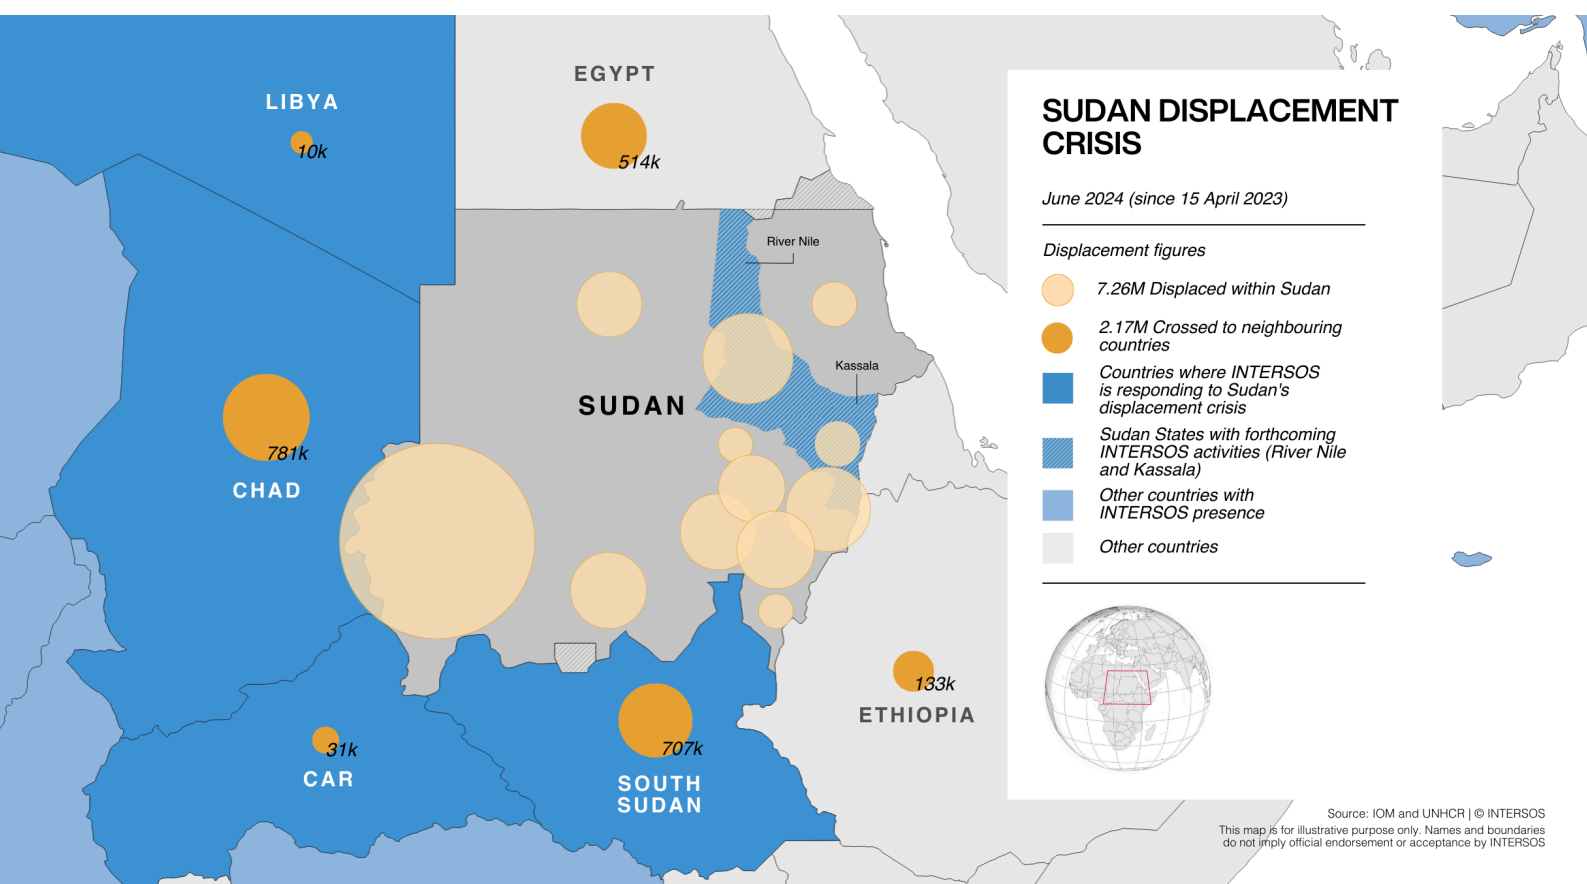 SUDAN DISPLACEMENT
CRISIS
June 2024 (since 15 April 2023)
Displacement figures
7.26M Displaced within Sudan
2.17M Crossed to neighbouring
countries
Countries where INTERSOS
is responding to Sudan's
displacement crisis
Sudan States with forthcoming
INTERSOS activities (River Nile
and Kassala)
Other countries with
INTERSOS presence
Other countries
LIBYA
10k
EGYPT
514k
River Nile
Kassala
SUDAN
781k
CHAD
133k
ETHIOPIA
31k
CAR
707k
SOUTH
SUDAN
Source: IOM and UNHCR | © INTERSOS
This map is for illustrative purpose only. Names and boundaries
do not imply official endorsement or acceptance by INTERSOS